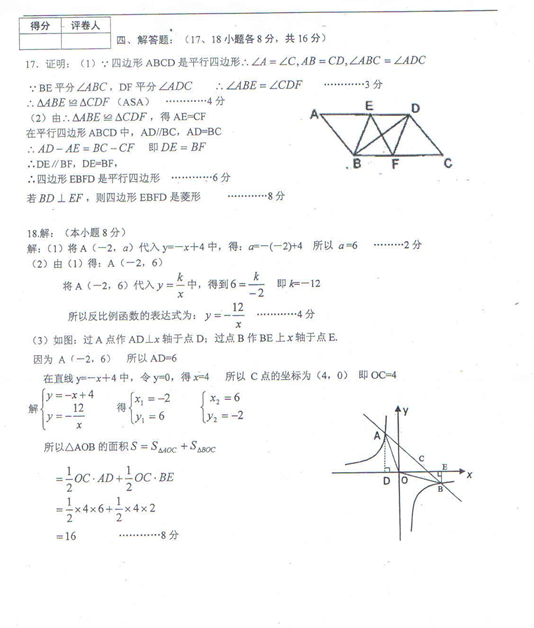 得分 评卷人
四、解答题：（17、18小题各8分，共16分）
17．证明：（1）∵四边形ABCD是平行四边形∴∠A=∠C, AB=CD, ∠ABC=∠ADC
∵BE平分∠ABC，DF平分∠ADC ∴∠ABE=∠CDF …………3分
∴△ABE≌△CDF（ASA） …………4分
（2）由∴△ABE≌△CDF，得AE=CF
在平行四边形ABCD中，AD//BC，AD=BC
∴AD－AE=BC－CF 即DE=BF
∴DE∥BF，DE=BF，
∴四边形EBFD是平行四边形 …………6分
若BD⊥EF，则四边形EBFD是菱形 …………8分
A E D
B F C
18.解：（本小题8分）
解：（1）将A（－2，a）代入y=－x＋4中，得：a=－(－2)+4 所以 a=6 ………2分
（2）由（1）得：A（－2，6）
将A（－2，6）代入y=k/x中，得到6=k/-2 即k=－12
所以反比例函数的表达式为：y=－12/x …………4分
（3）如图：过A点作AD⊥x轴于点D；过点B作BE上x轴于点E.
因为 A（－2，6） 所以AD=6
在直线y=－x＋4中，令y=0，得x=4 所以 C点的坐标为（4，0）即OC=4
解{y=－x+4 y=－12/x 得{x₁=－2 y₁=6 {x₂=6 y₂=－2
所以△AOB的面积S=S△AOC+S△BOC
=1/2OC·AD+1/2OC·BE
=1/2×4×6+1/2×4×2
=16 …………8分
y
A
C E
D O B x